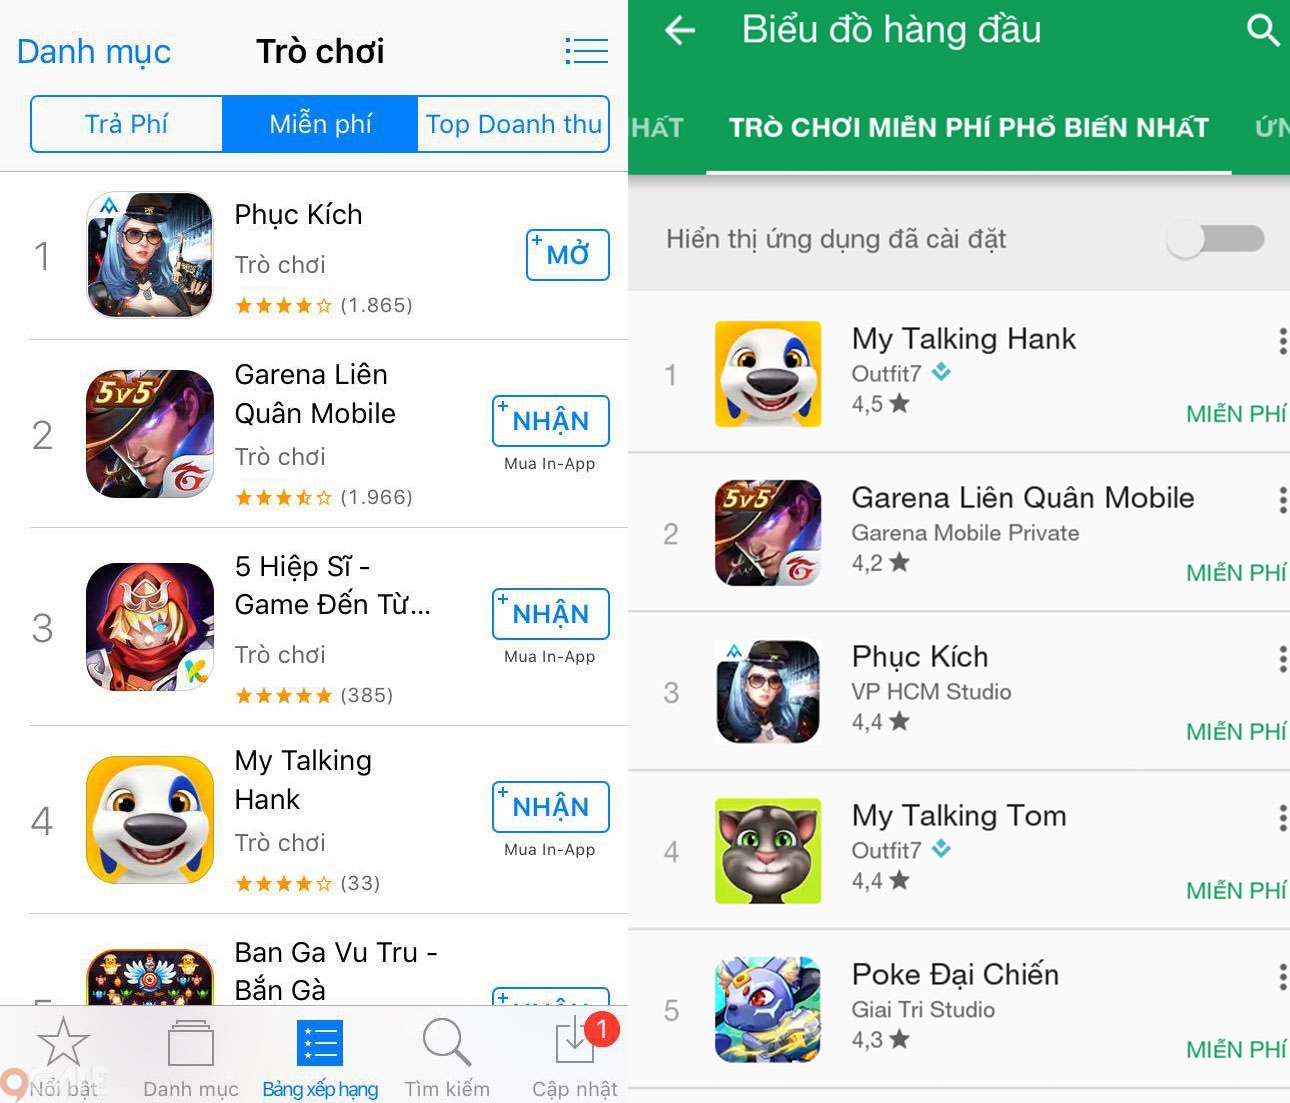 Danh mục
Trò chơi
Trả Phí
Miễn phí
Top Doanh thu
1
Phục Kích
Trò chơi
(1.865)
MỞ
2
5v5
Garena Liên
Quân Mobile
Trò chơi
(1.966)
NHẬN
Mua In-App
3
5 Hiệp Sĩ -
Game Đến Từ...
Trò chơi
(385)
NHẬN
Mua In-App
4
My Talking
Hank
Trò chơi
(33)
NHẬN
Mua In-App
Ban Ga Vu Tru -
Bắn Gà
Nổi bật
Danh mục
Bảng xếp hạng
Tìm kiếm
1
Cập nhật
Biểu đồ hàng đầu
HẤT
TRÒ CHƠI MIỄN PHÍ PHỔ BIẾN NHẤT
ỨN
Hiển thị ứng dụng đã cài đặt
1
My Talking Hank
Outfit7
4,5
MIỄN PHÍ
2
5v5
Garena Liên Quân Mobile
Garena Mobile Private
4,2
MIỄN PHÍ
3
Phục Kích
VP HCM Studio
4,4
MIỄN PHÍ
4
My Talking Tom
Outfit7
4,4
MIỄN PHÍ
5
Poke Đại Chiến
Giai Tri Studio
4,3
MIỄN PHÍ